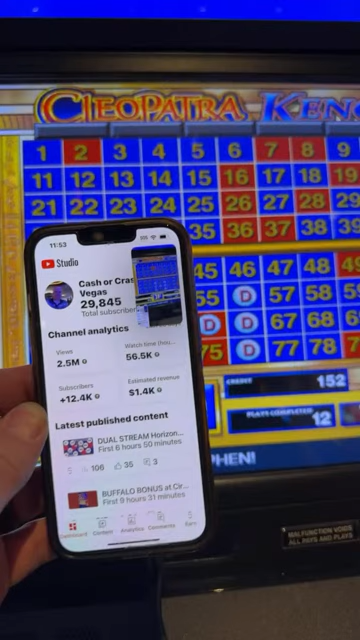 CLEOPATRA KENO
1 2 3 4 5 6 7 8 9
11 12 13 14 15 16 17 18 19
21 22 23 24 25 26 27 28 29
35 36 37 38 39
45 46 47 48 49
55 D 57 58 59
D D 67 68 69
75 D 77 78 79
CREDIT 152
PLAYS COMPLETED 12
PHEN!
MALFUNCTION VOIDS
ALL PAYS AND PLAYS
11:53
Studio
Cash or Cras
Vegas
29,845
Total subscriber
Channel analytics
Views
2.5M
Watch time (hou...
56.5K
Subscribers
+12.4K
Estimated revenue
$1.4K
Latest published content
DUAL STREAM Horizon...
First 6 hours 50 minutes
106 35 3
BUFFALO BONUS at Cir...
First 9 hours 31 minutes
Dashboard Content Analytics Comments Earn